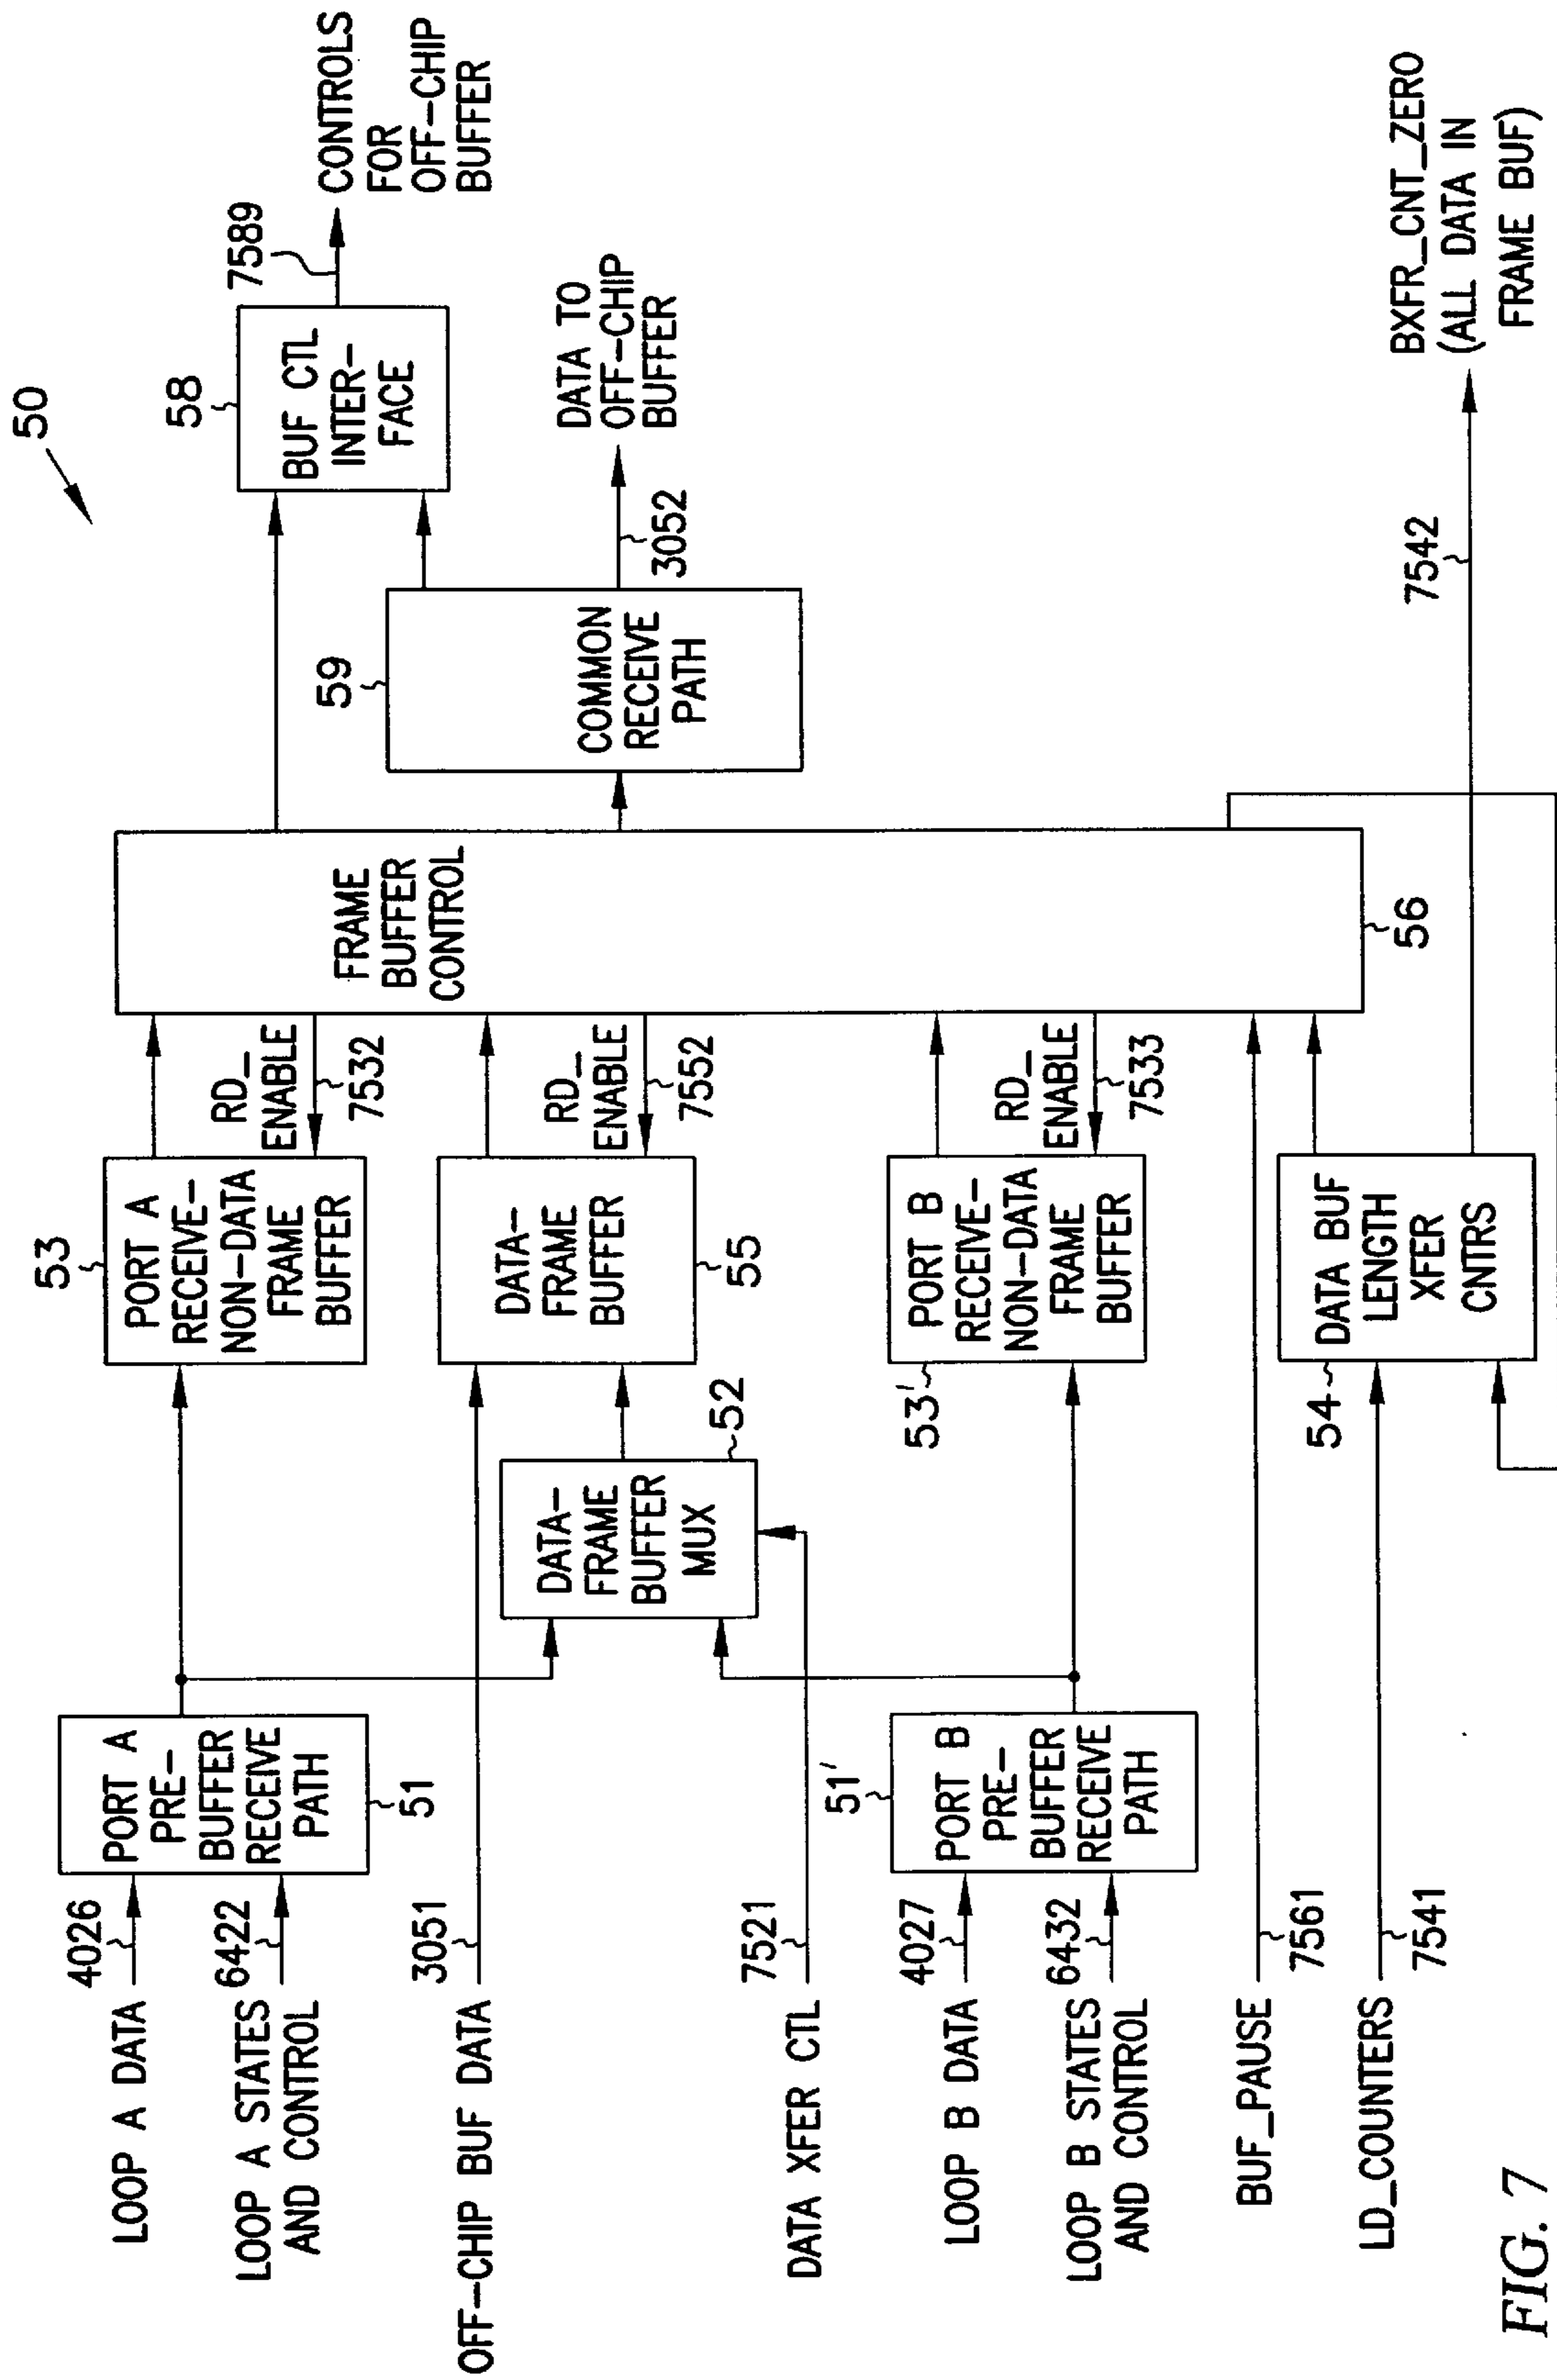 50
LOOP A DATA
4026
LOOP A STATES
AND CONTROL
6422
PORT A
PRE-
BUFFER
RECEIVE
PATH
51
OFF-CHIP BUF DATA
3051
DATA XFER CTL
7521
LOOP B DATA
4027
LOOP B STATES
AND CONTROL
6432
PORT B
PRE-
BUFFER
RECEIVE
PATH
51'
BUF_PAUSE
7561
LD_COUNTERS
7541
DATA-
FRAME
BUFFER
MUX
52
53
PORT A
RECEIVE-
NON-DATA
FRAME
BUFFER
RD_
ENABLE
7532
DATA-
FRAME
BUFFER
55
RD_
ENABLE
7552
53'
PORT B
RECEIVE-
NON-DATA
FRAME
BUFFER
RD_
ENABLE
7533
54
DATA BUF
LENGTH
XFER
CNTRS
FRAME
BUFFER
CONTROL
56
59
COMMON
RECEIVE
PATH
58
BUF CTL
INTER-
FACE
7589
CONTROLS
FOR
OFF-CHIP
BUFFER
3052
DATA TO
OFF-CHIP
BUFFER
7542
BXFR_CNT_ZERO
(ALL DATA IN
FRAME BUF)
FIG. 7